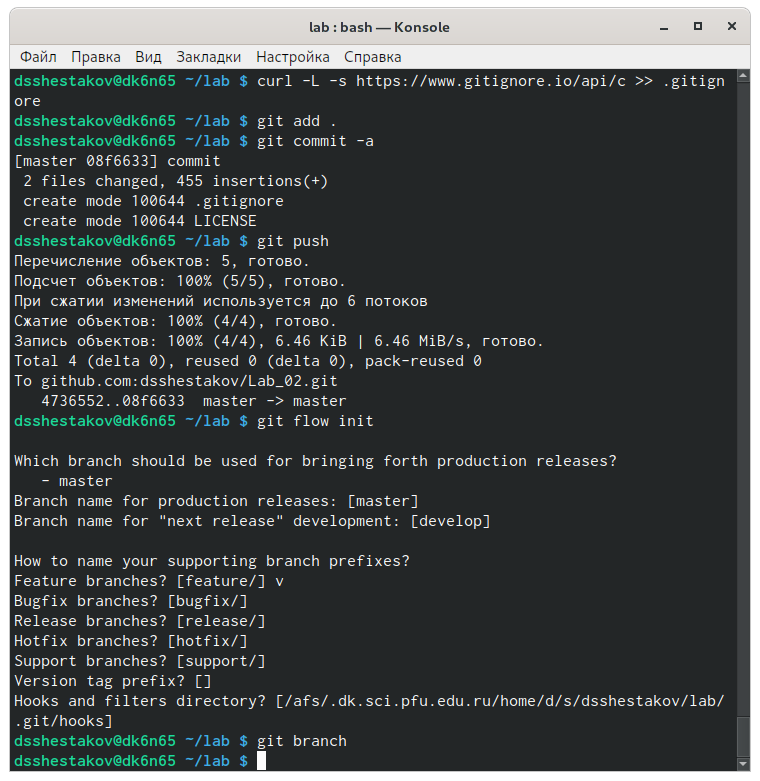 lab : bash — Konsole
Файл Правка Вид Закладки Настройка Справка
dsshestakov@dk6n65 ~/lab $ curl -L -s https://www.gitignore.io/api/c >> .gitign
ore
dsshestakov@dk6n65 ~/lab $ git add .
dsshestakov@dk6n65 ~/lab $ git commit -a
[master 08f6633] commit
 2 files changed, 455 insertions(+)
 create mode 100644 .gitignore
 create mode 100644 LICENSE
dsshestakov@dk6n65 ~/lab $ git push
Перечисление объектов: 5, готово.
Подсчет объектов: 100% (5/5), готово.
При сжатии изменений используется до 6 потоков
Сжатие объектов: 100% (4/4), готово.
Запись объектов: 100% (4/4), 6.46 KiB | 6.46 MiB/s, готово.
Total 4 (delta 0), reused 0 (delta 0), pack-reused 0
To github.com:dsshestakov/Lab_02.git
   4736552..08f6633  master -> master
dsshestakov@dk6n65 ~/lab $ git flow init
Which branch should be used for bringing forth production releases?
   - master
Branch name for production releases: [master]
Branch name for "next release" development: [develop]
How to name your supporting branch prefixes?
Feature branches? [feature/] v
Bugfix branches? [bugfix/]
Release branches? [release/]
Hotfix branches? [hotfix/]
Support branches? [support/]
Version tag prefix? []
Hooks and filters directory? [/afs/.dk.sci.pfu.edu.ru/home/d/s/dsshestakov/lab/
.git/hooks]
dsshestakov@dk6n65 ~/lab $ git branch
dsshestakov@dk6n65 ~/lab $